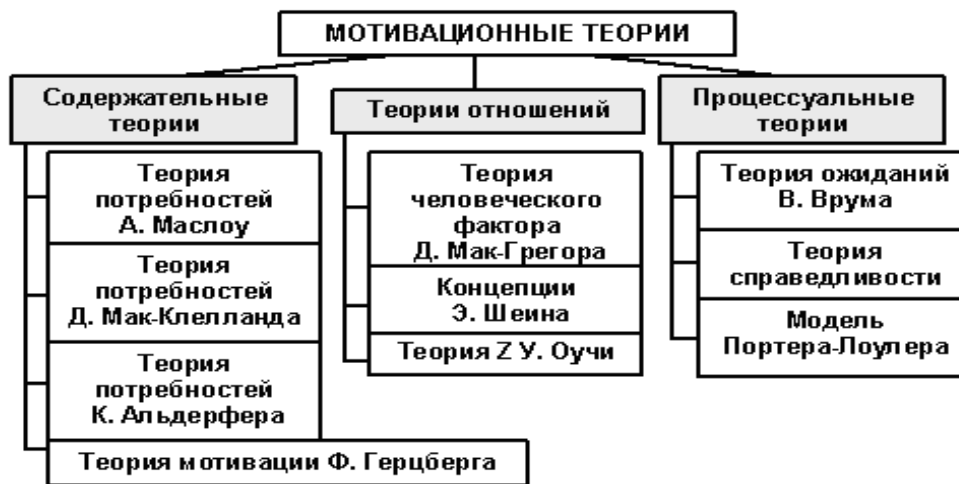 МОТИВАЦИОННЫЕ ТЕОРИИ
Содержательные
теории
Теория
потребностей
А. Маслоу
Теория
потребностей
Д. Мак-Клелланда
Теория
потребностей
К. Альдерфера
Теория мотивации Ф. Герцберга
Теории отношений
Теория
человеческого
фактора
Д. Мак-Грегора
Концепции
Э. Шеина
Теория Z У. Оучи
Процессуальные
теории
Теория ожиданий
В. Врума
Теория
справедливости
Модель
Портера-Лоулера